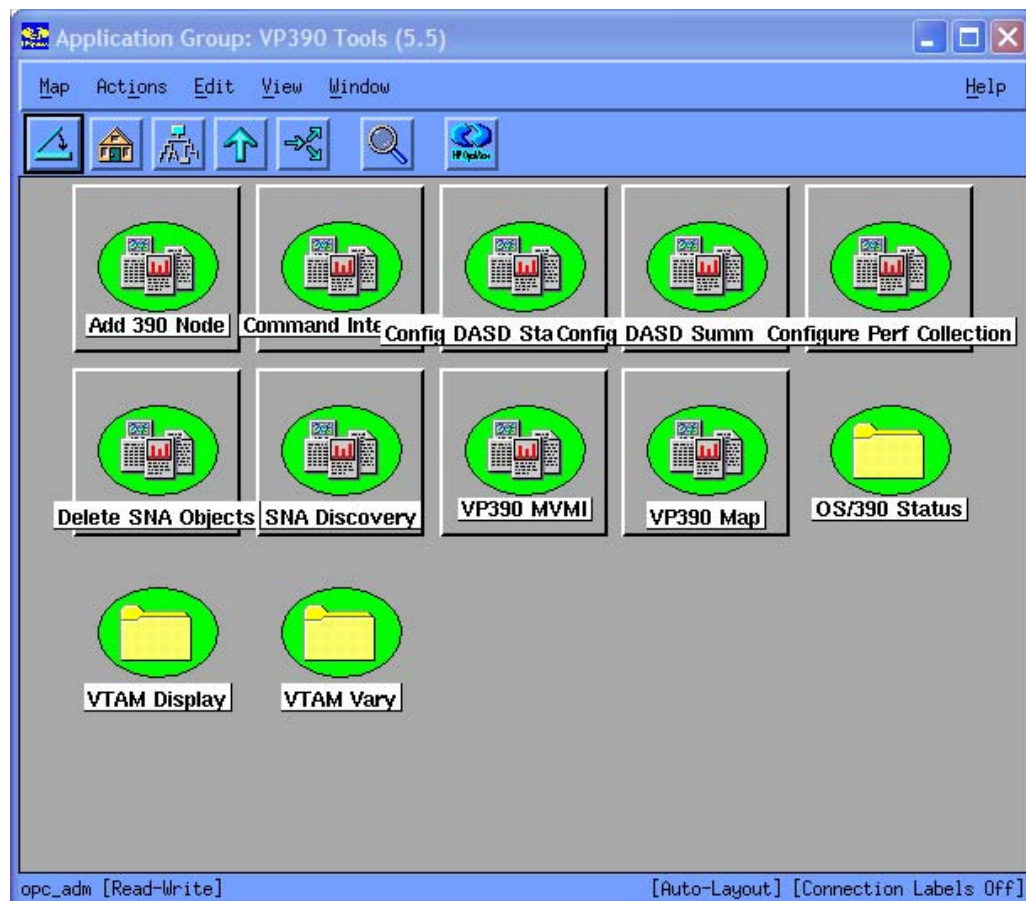 Application Group: VP390 Tools (5.5)
Map Actions Edit View Window Help
HP OpenView
Add 390 Node
Command Inte
Config DASD Sta
Config DASD Summ
Configure Perf Collection
Delete SNA Objects
SNA Discovery
VP390 MVMI
VP390 Map
OS/390 Status
VTAM Display
VTAM Vary
opc_adm [Read-Write]
[Auto-Layout] [Connection Labels Off]